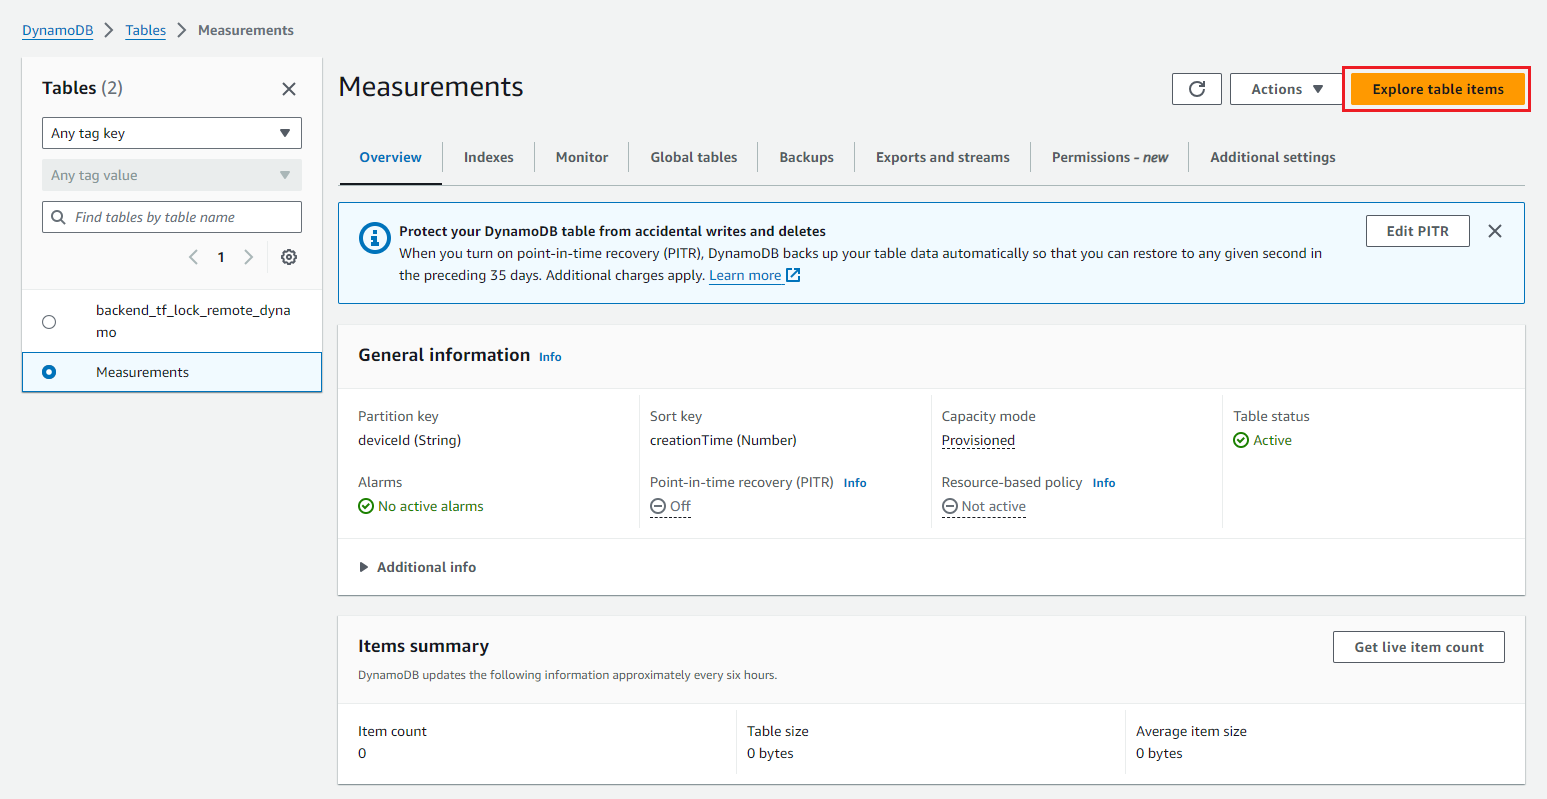 DynamoDB > Tables > Measurements
Tables (2)
Any tag key
Any tag value
Find tables by table name
1
backend_tf_lock_remote_dyna
mo
Measurements
Measurements
Actions
Explore table items
Overview
Indexes
Monitor
Global tables
Backups
Exports and streams
Permissions - new
Additional settings
Protect your DynamoDB table from accidental writes and deletes
When you turn on point-in-time recovery (PITR), DynamoDB backs up your table data automatically so that you can restore to any given second in
the preceding 35 days. Additional charges apply. Learn more
Edit PITR
General information Info
Partition key
deviceId (String)
Sort key
creationTime (Number)
Capacity mode
Provisioned
Table status
Active
Alarms
No active alarms
Point-in-time recovery (PITR) Info
Off
Resource-based policy Info
Not active
Additional info
Items summary
DynamoDB updates the following information approximately every six hours.
Get live item count
Item count
0
Table size
0 bytes
Average item size
0 bytes